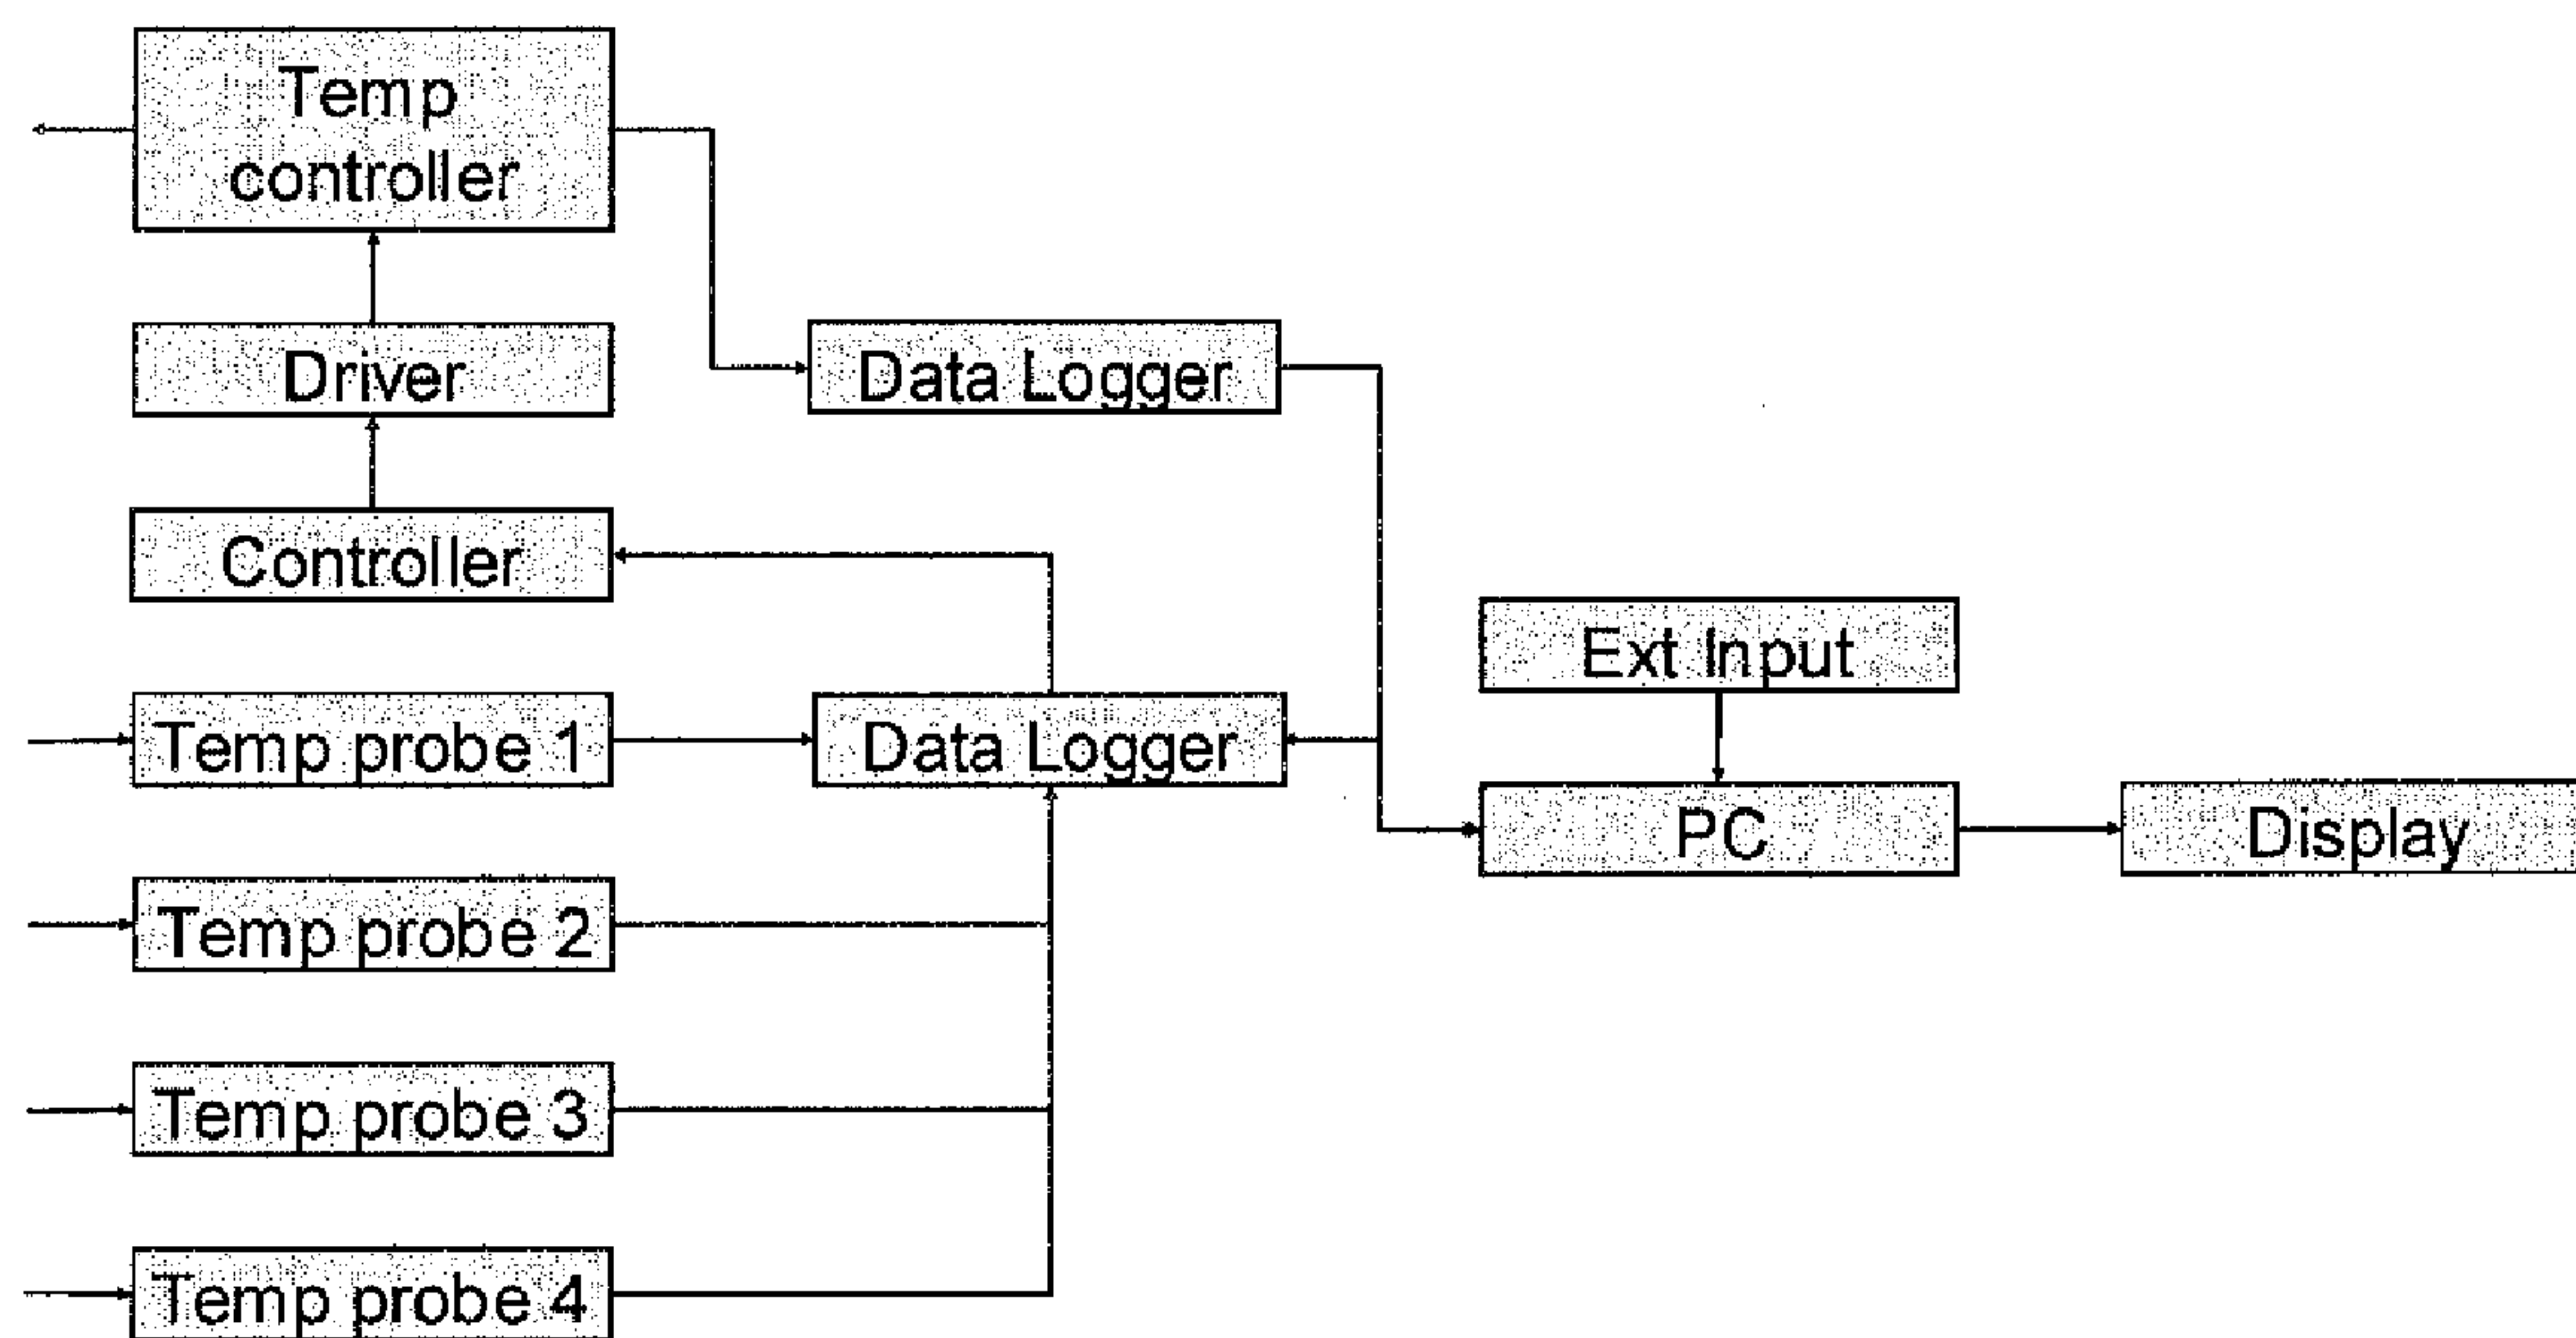 Temp
controller
Driver
Data Logger
Controller
Ext Input
Temp probe 1
Data Logger
PC
Display
Temp probe 2
Temp probe 3
Temp probe 4